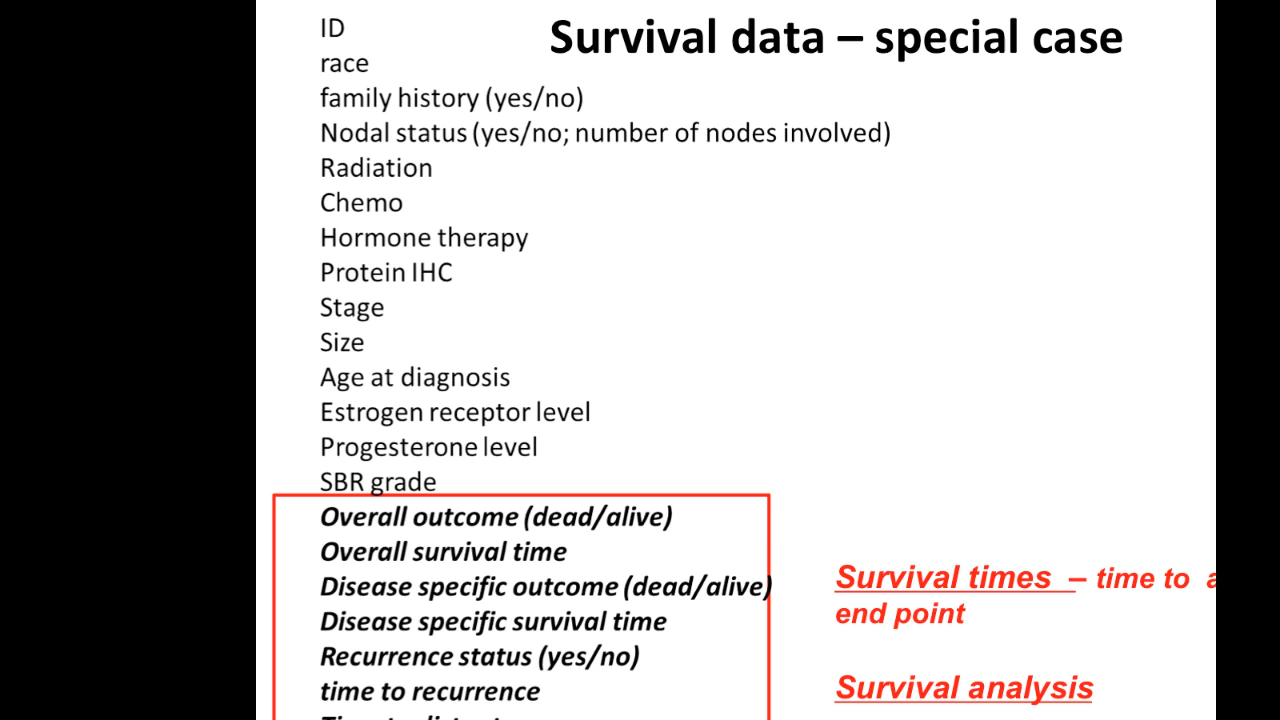 Survival data – special case
ID
race
family history (yes/no)
Nodal status (yes/no; number of nodes involved)
Radiation
Chemo
Hormone therapy
Protein IHC
Stage
Size
Age at diagnosis
Estrogen receptor level
Progesterone level
SBR grade
Overall outcome (dead/alive)
Overall survival time
Disease specific outcome (dead/alive)
Disease specific survival time
Recurrence status (yes/no)
time to recurrence
Survival times – time to
end point
Survival analysis